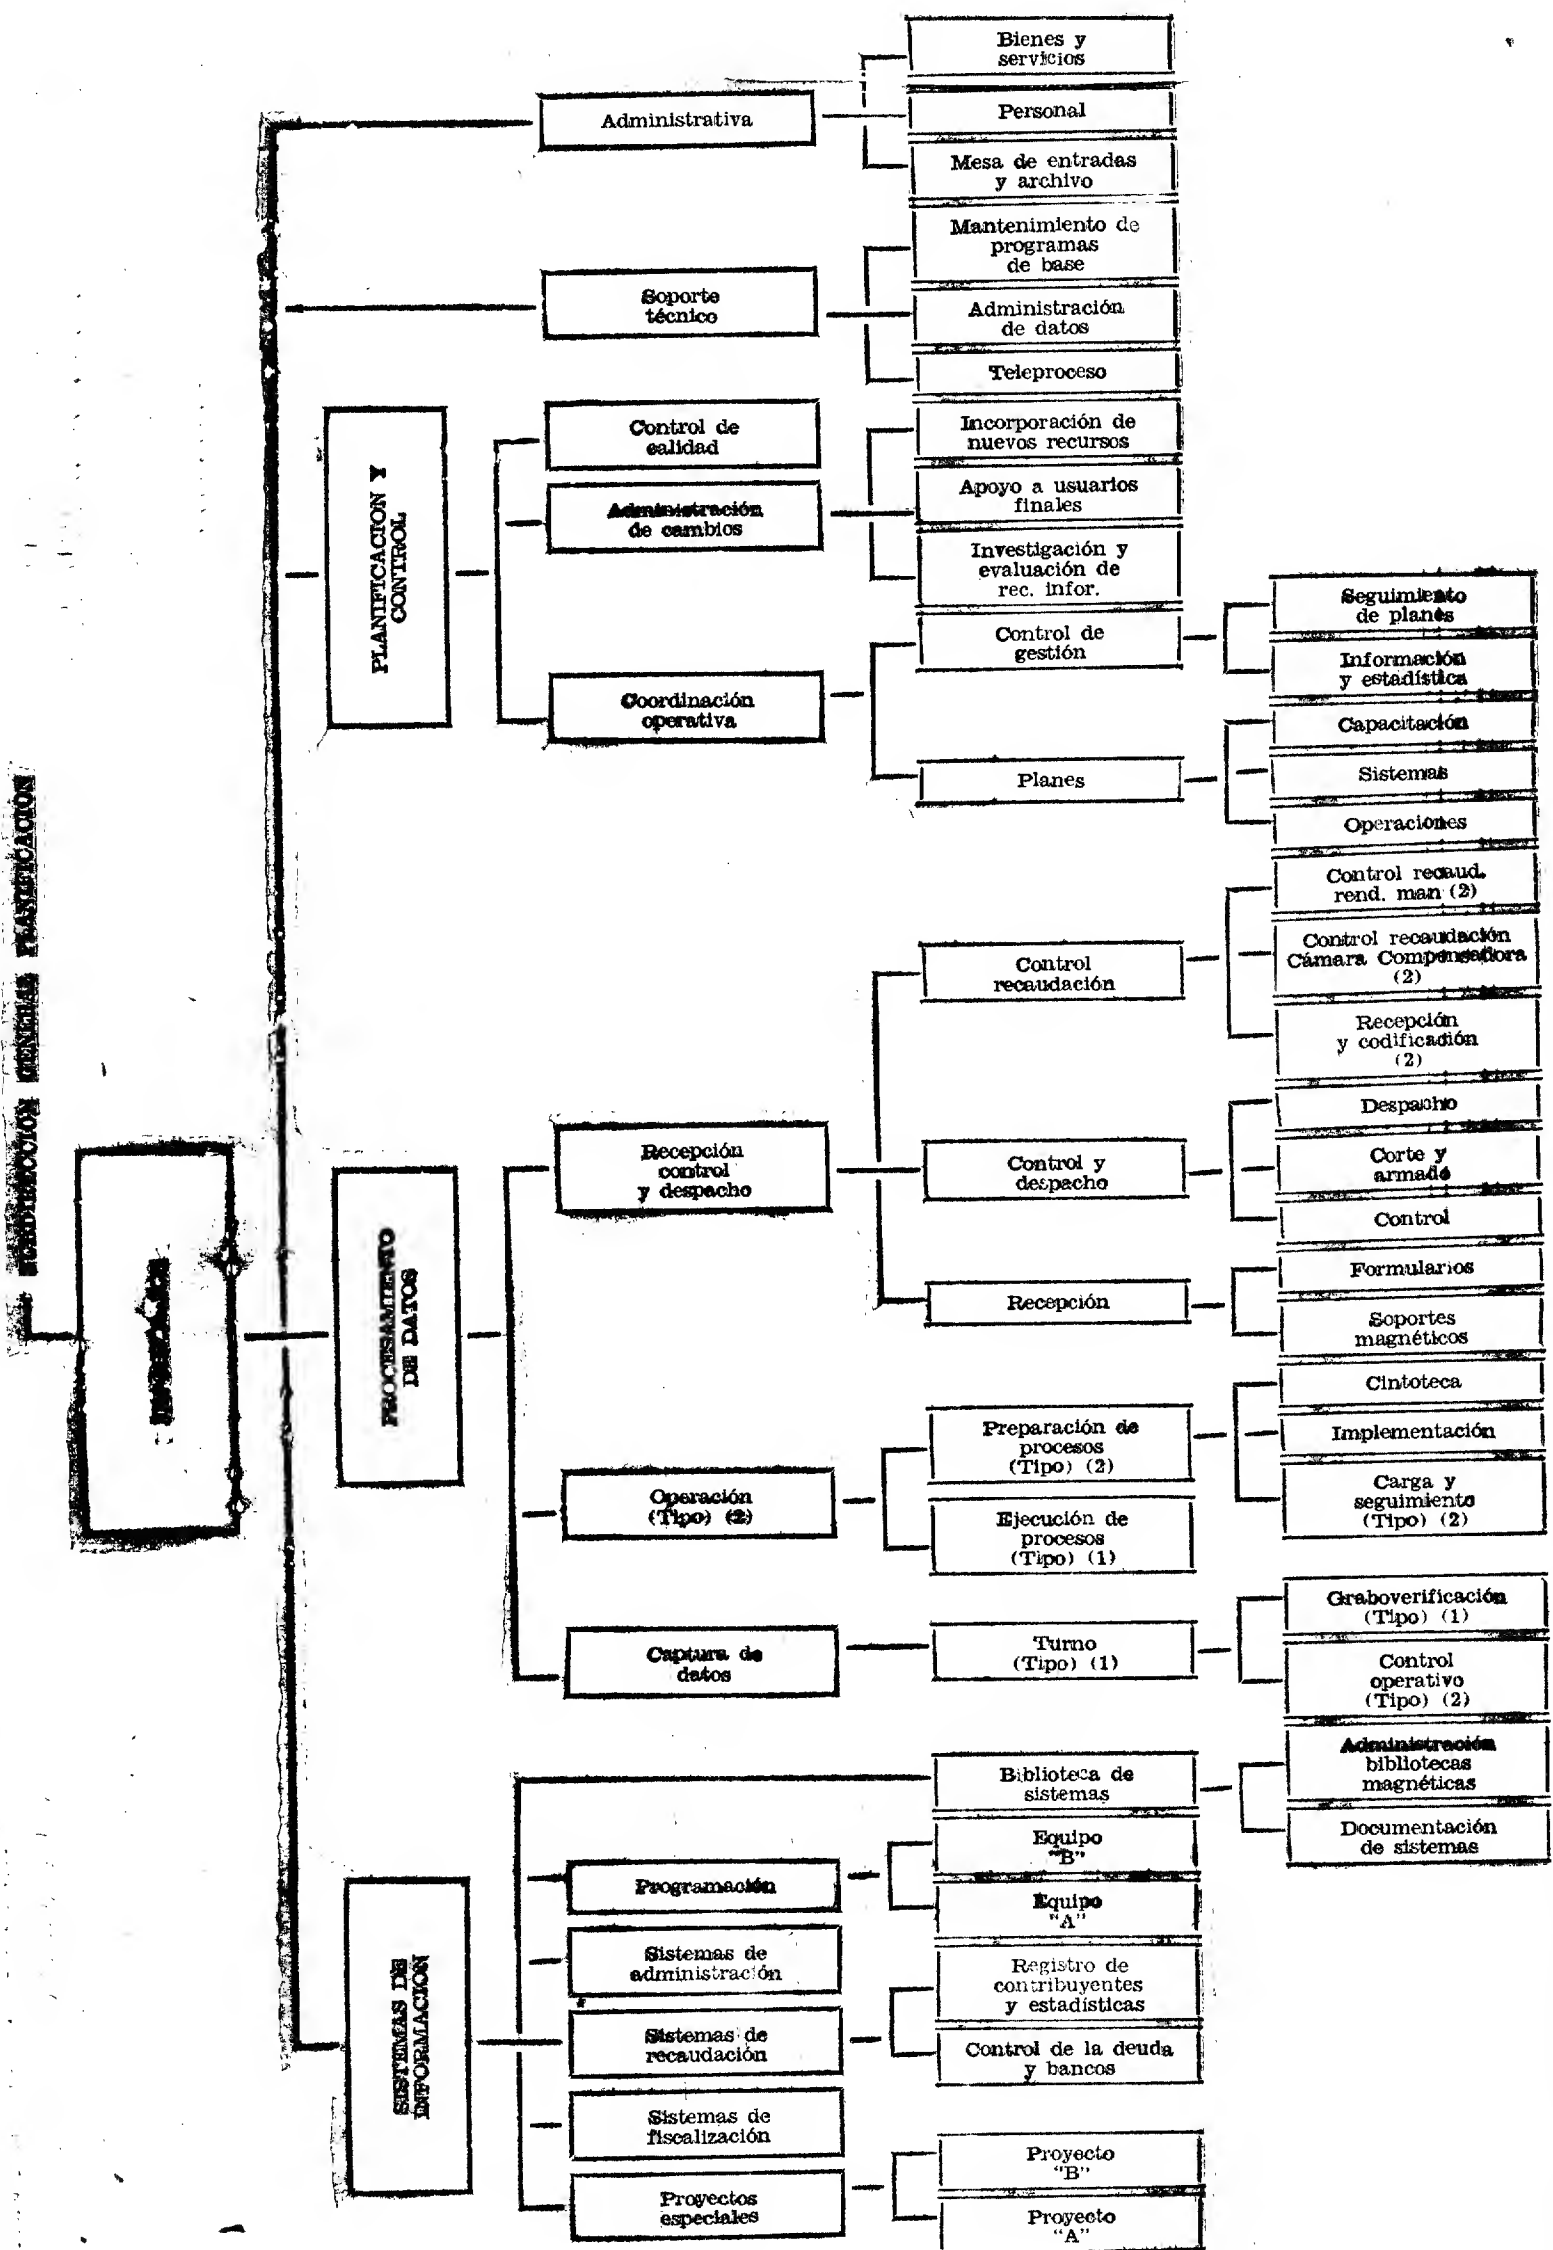 SUBDIRECCION GENERAL PLANIFICACION
PLANIFICACION Y
CONTROL
PROCESAMIENTO
DE DATOS
SISTEMAS DE
INFORMACION
Administrativa
Soporte
técnico
Control de
calidad
Administración
de cambios
Coordinación
operativa
Recepción
control
y despacho
Operación
(Tipo) (2)
Captura de
datos
Programación
Sistemas de
administración
Sistemas de
recaudación
Sistemas de
fiscalización
Proyectos
especiales
Bienes y
servicios
Personal
Mesa de entradas
y archivo
Mantenimiento de
programas
de base
Administración
de datos
Teleproceso
Incorporación de
nuevos recursos
Apoyo a usuarios
finales
Investigación y
evaluación de
rec. infor.
Control de
gestión
Planes
Control
recaudación
Control y
despacho
Recepción
Preparación de
procesos
(Tipo) (2)
Ejecución de
procesos
(Tipo) (1)
Turno
(Tipo) (1)
Biblioteca de
sistemas
Equipo
"B"
Equipo
"A"
Registro de
contribuyentes
y estadísticas
Control de la deuda
y bancos
Proyecto
"B"
Proyecto
"A"
Seguimiento
de planes
Información
y estadística
Capacitación
Sistemas
Operaciones
Control recaud.
rend. man (2)
Control recaudación
Cámara Compensadora
(2)
Recepción
y codificación
(2)
Despacho
Corte y
armado
Control
Formularios
Soportes
magnéticos
Cintoteca
Implementación
Carga y
seguimiento
(Tipo) (2)
Graboverificación
(Tipo) (1)
Control
operativo
(Tipo) (2)
Administración
bibliotecas
magnéticas
Documentación
de sistemas